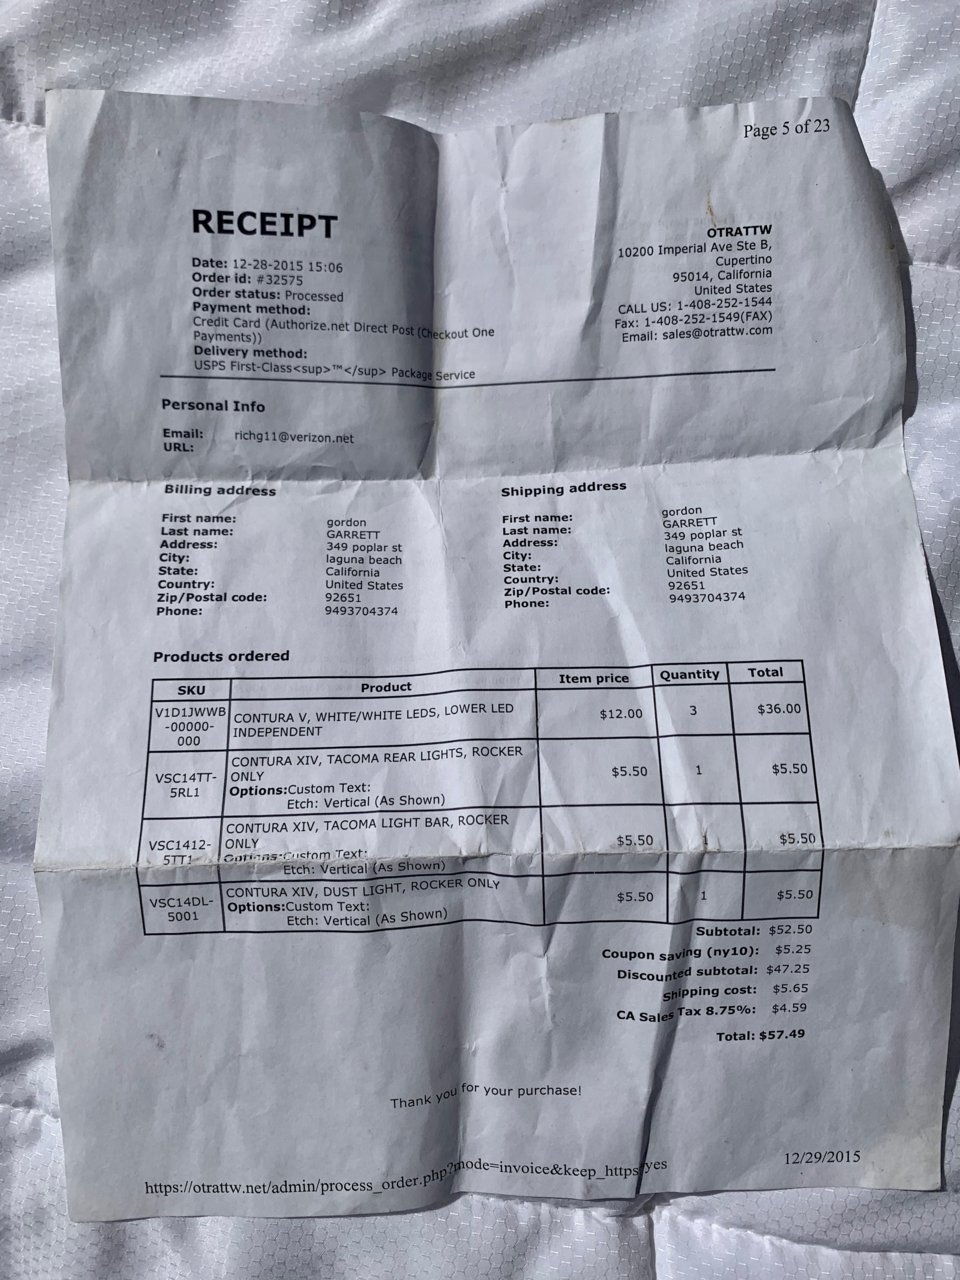 Page 5 of 23
RECEIPT
Date: 12-28-2015 15:06
Order id: #32575
Order status: Processed
Payment method:
Credit Card (Authorize.net Direct Post (Checkout One
Payments))
Delivery method:
USPS First-Class<sup>™</sup> Package Service
OTRATTW
10200 Imperial Ave Ste B,
Cupertino
95014, California
United States
CALL US: 1-408-252-1544
Fax: 1-408-252-1549(FAX)
Email: sales@otrattw.com
Personal Info
Email: richg11@verizon.net
URL:
Billing address
First name: gordon
Last name: GARRETT
Address: 349 poplar st
City: laguna beach
State: California
Country: United States
Zip/Postal code: 92651
Phone: 9493704374
Shipping address
First name: gordon
Last name: GARRETT
Address: 349 poplar st
City: laguna beach
State: California
Country: United States
Zip/Postal code: 92651
Phone: 9493704374
Products ordered
SKU Product Item price Quantity Total
V1D1JWWB
-00000-
000
CONTURA V, WHITE/WHITE LEDS, LOWER LED
INDEPENDENT
$12.00 3 $36.00
VSC14TT-
5RL1
CONTURA XIV, TACOMA REAR LIGHTS, ROCKER
ONLY
Options:Custom Text:
Etch: Vertical (As Shown)
$5.50 1 $5.50
VSC1412-
5TT1
CONTURA XIV, TACOMA LIGHT BAR, ROCKER
ONLY
Options:Custom Text:
Etch: Vertical (As Shown)
$5.50 1 $5.50
VSC14DL-
5001
CONTURA XIV, DUST LIGHT, ROCKER ONLY
Options:Custom Text:
Etch: Vertical (As Shown)
$5.50 1 $5.50
Subtotal: $52.50
Coupon saving (ny10): $5.25
Discounted subtotal: $47.25
Shipping cost: $5.65
CA Sales Tax 8.75%: $4.59
Total: $57.49
Thank you for your purchase!
https://otrattw.net/admin/process_order.php?mode=invoice&keep_https=yes
12/29/2015